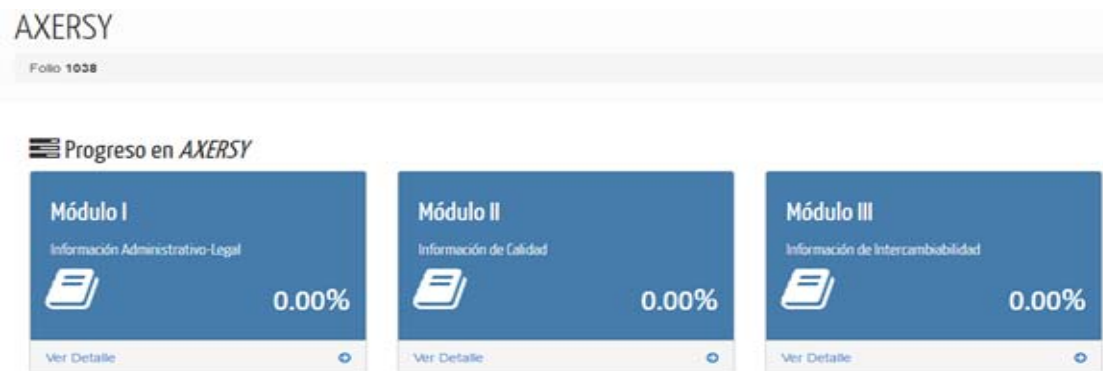 AXERSY
Folio 1038
Progreso en AXERSY
Módulo I
Información Administrativo-Legal
0.00%
Ver Detalle
Módulo II
Información de Calidad
0.00%
Ver Detalle
Módulo III
Información de Intercambiabilidad
0.00%
Ver Detalle